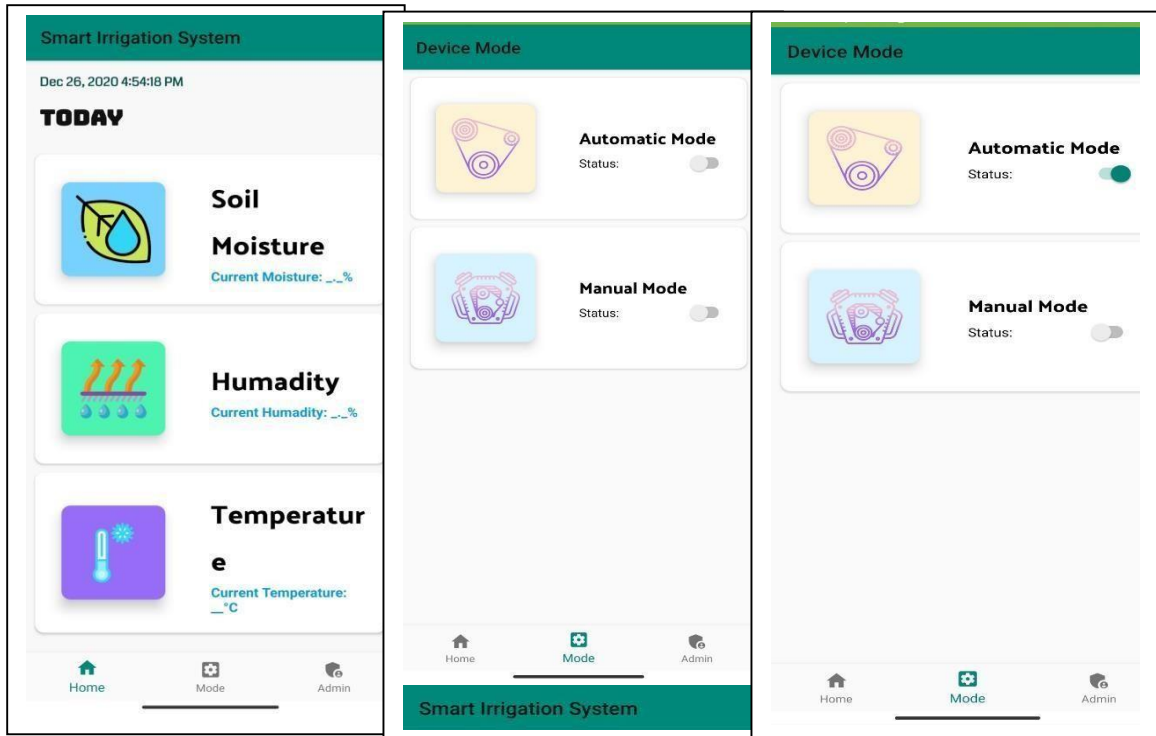 Smart Irrigation System
Dec 26, 2020 4:54:18 PM
TODAY
Soil
Moisture
Current Moisture: _._%
Humadity
Current Humadity: _._%
Temperatur
e
Current Temperature:
__°C
Home
Mode
Admin
Device Mode
Automatic Mode
Status:
Manual Mode
Status:
Home
Mode
Admin
Smart Irrigation System
Device Mode
Automatic Mode
Status:
Manual Mode
Status:
Home
Mode
Admin